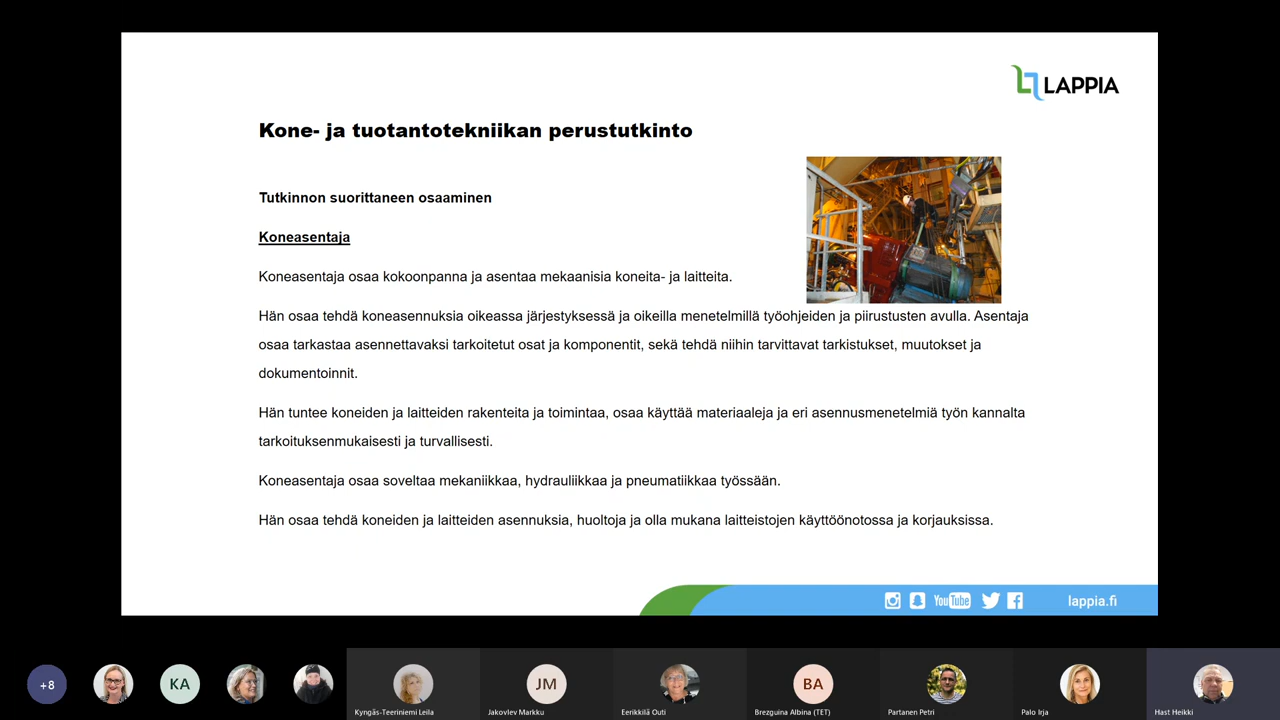 LAPPIA
Kone- ja tuotantotekniikan perustutkinto
Tutkinnon suorittaneen osaaminen
Koneasentaja
Koneasentaja osaa kokoonpanna ja asentaa mekaanisia koneita- ja laitteita.
Hän osaa tehdä koneasennuksia oikeassa järjestyksessä ja oikeilla menetelmillä työohjeiden ja piirustusten avulla. Asentaja
osaa tarkastaa asennettavaksi tarkoitetut osat ja komponentit, sekä tehdä niihin tarvittavat tarkistukset, muutokset ja
dokumentoinnit.
Hän tuntee koneiden ja laitteiden rakenteita ja toimintaa, osaa käyttää materiaaleja ja eri asennusmenetelmiä työn kannalta
tarkoituksenmukaisesti ja turvallisesti.
Koneasentaja osaa soveltaa mekaniikkaa, hydrauliikkaa ja pneumatiikkaa työssään.
Hän osaa tehdä koneiden ja laitteiden asennuksia, huoltoja ja olla mukana laitteistojen käyttöönotossa ja korjauksissa.
YouTube
lappia.fi
+8
KA
JM
BA
Kyngäs-Teeriniemi Leila
Jakovlev Markku
Eerikkilä Outi
Brezguina Albina (TET)
Partanen Petri
Palo Irja
Hast Heikki